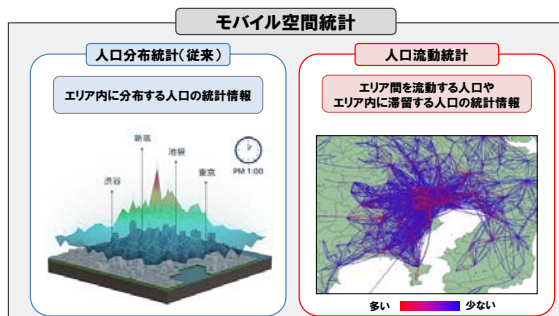 モバイル空間統計
人口分布統計(従来)
エリア内に分布する人口の統計情報
新宿
池袋
渋谷
東京
PM 1:00
人口流動統計
エリア間を流動する人口や
エリア内に滞留する人口の統計情報
多い
少ない